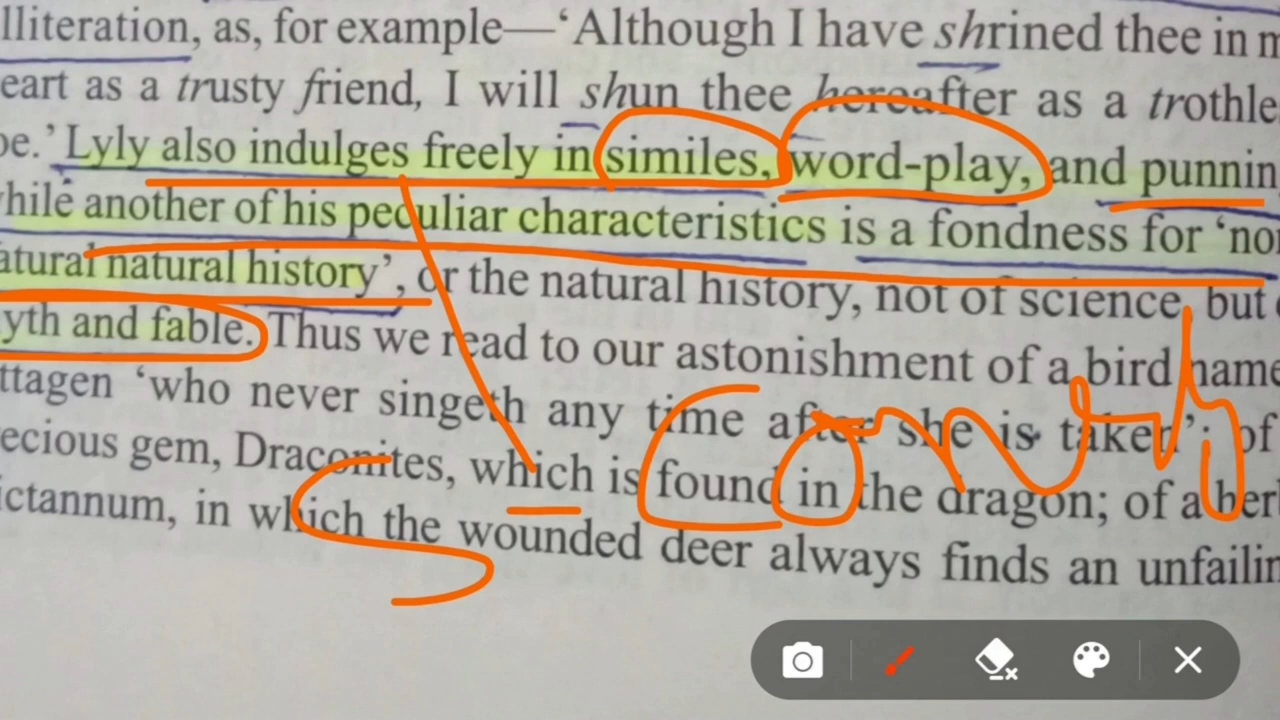 lliteration, as, for example—‘Although I have shrined thee in m
eart as a trusty friend, I will shun thee hereafter as a trothle
oe.’ Lyly also indulges freely in similes, word-play, and punnin
hile another of his peculiar characteristics is a fondness for ‘no
atural natural history’, or the natural history, not of science, but
yth and fable. Thus we read to our astonishment of a bird name
ttagen ‘who never singeth any time after she is taken’; of
ecious gem, Draconites, which is found in the dragon; of a her
ictannum, in which the wounded deer always finds an unfailin